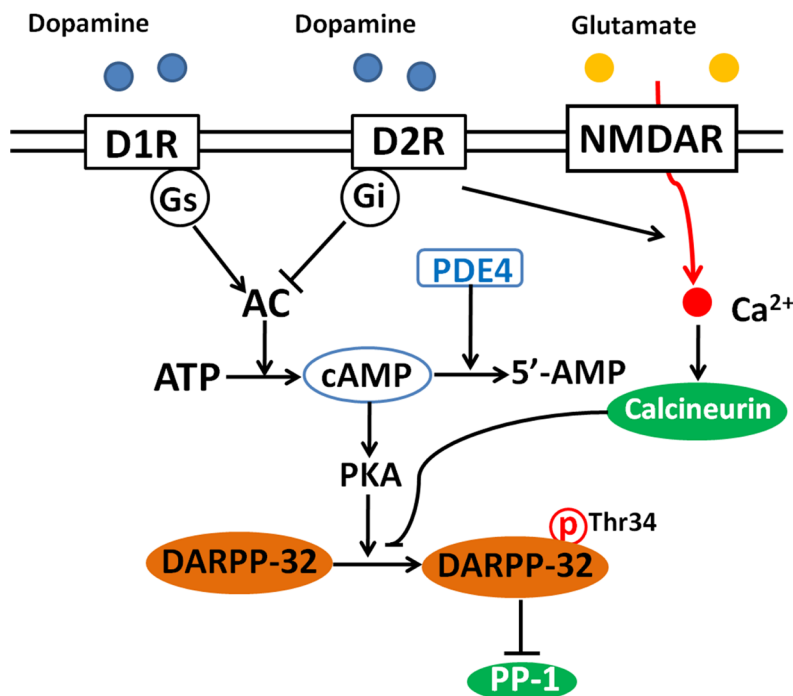 Dopamine
Dopamine
Glutamate
D1R
D2R
NMDAR
Gs
Gi
PDE4
AC
Ca²⁺
ATP
cAMP
5’-AMP
Calcineurin
PKA
p
Thr34
DARPP-32
DARPP-32
PP-1